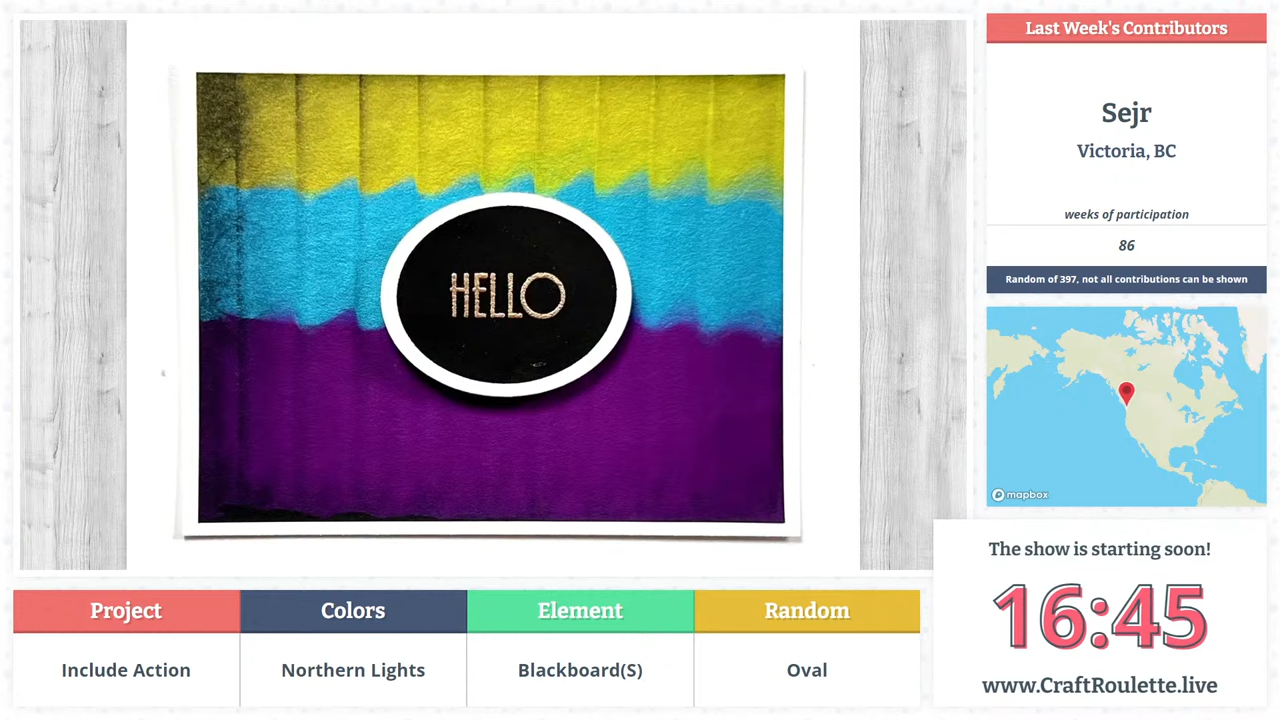 HELLO
Last Week's Contributors
Sejr
Victoria, BC
weeks of participation
86
Random of 397, not all contributions can be shown
mapbox
The show is starting soon!
16:45
www.CraftRoulette.live
Project
Colors
Element
Random
Include Action
Northern Lights
Blackboard(S)
Oval